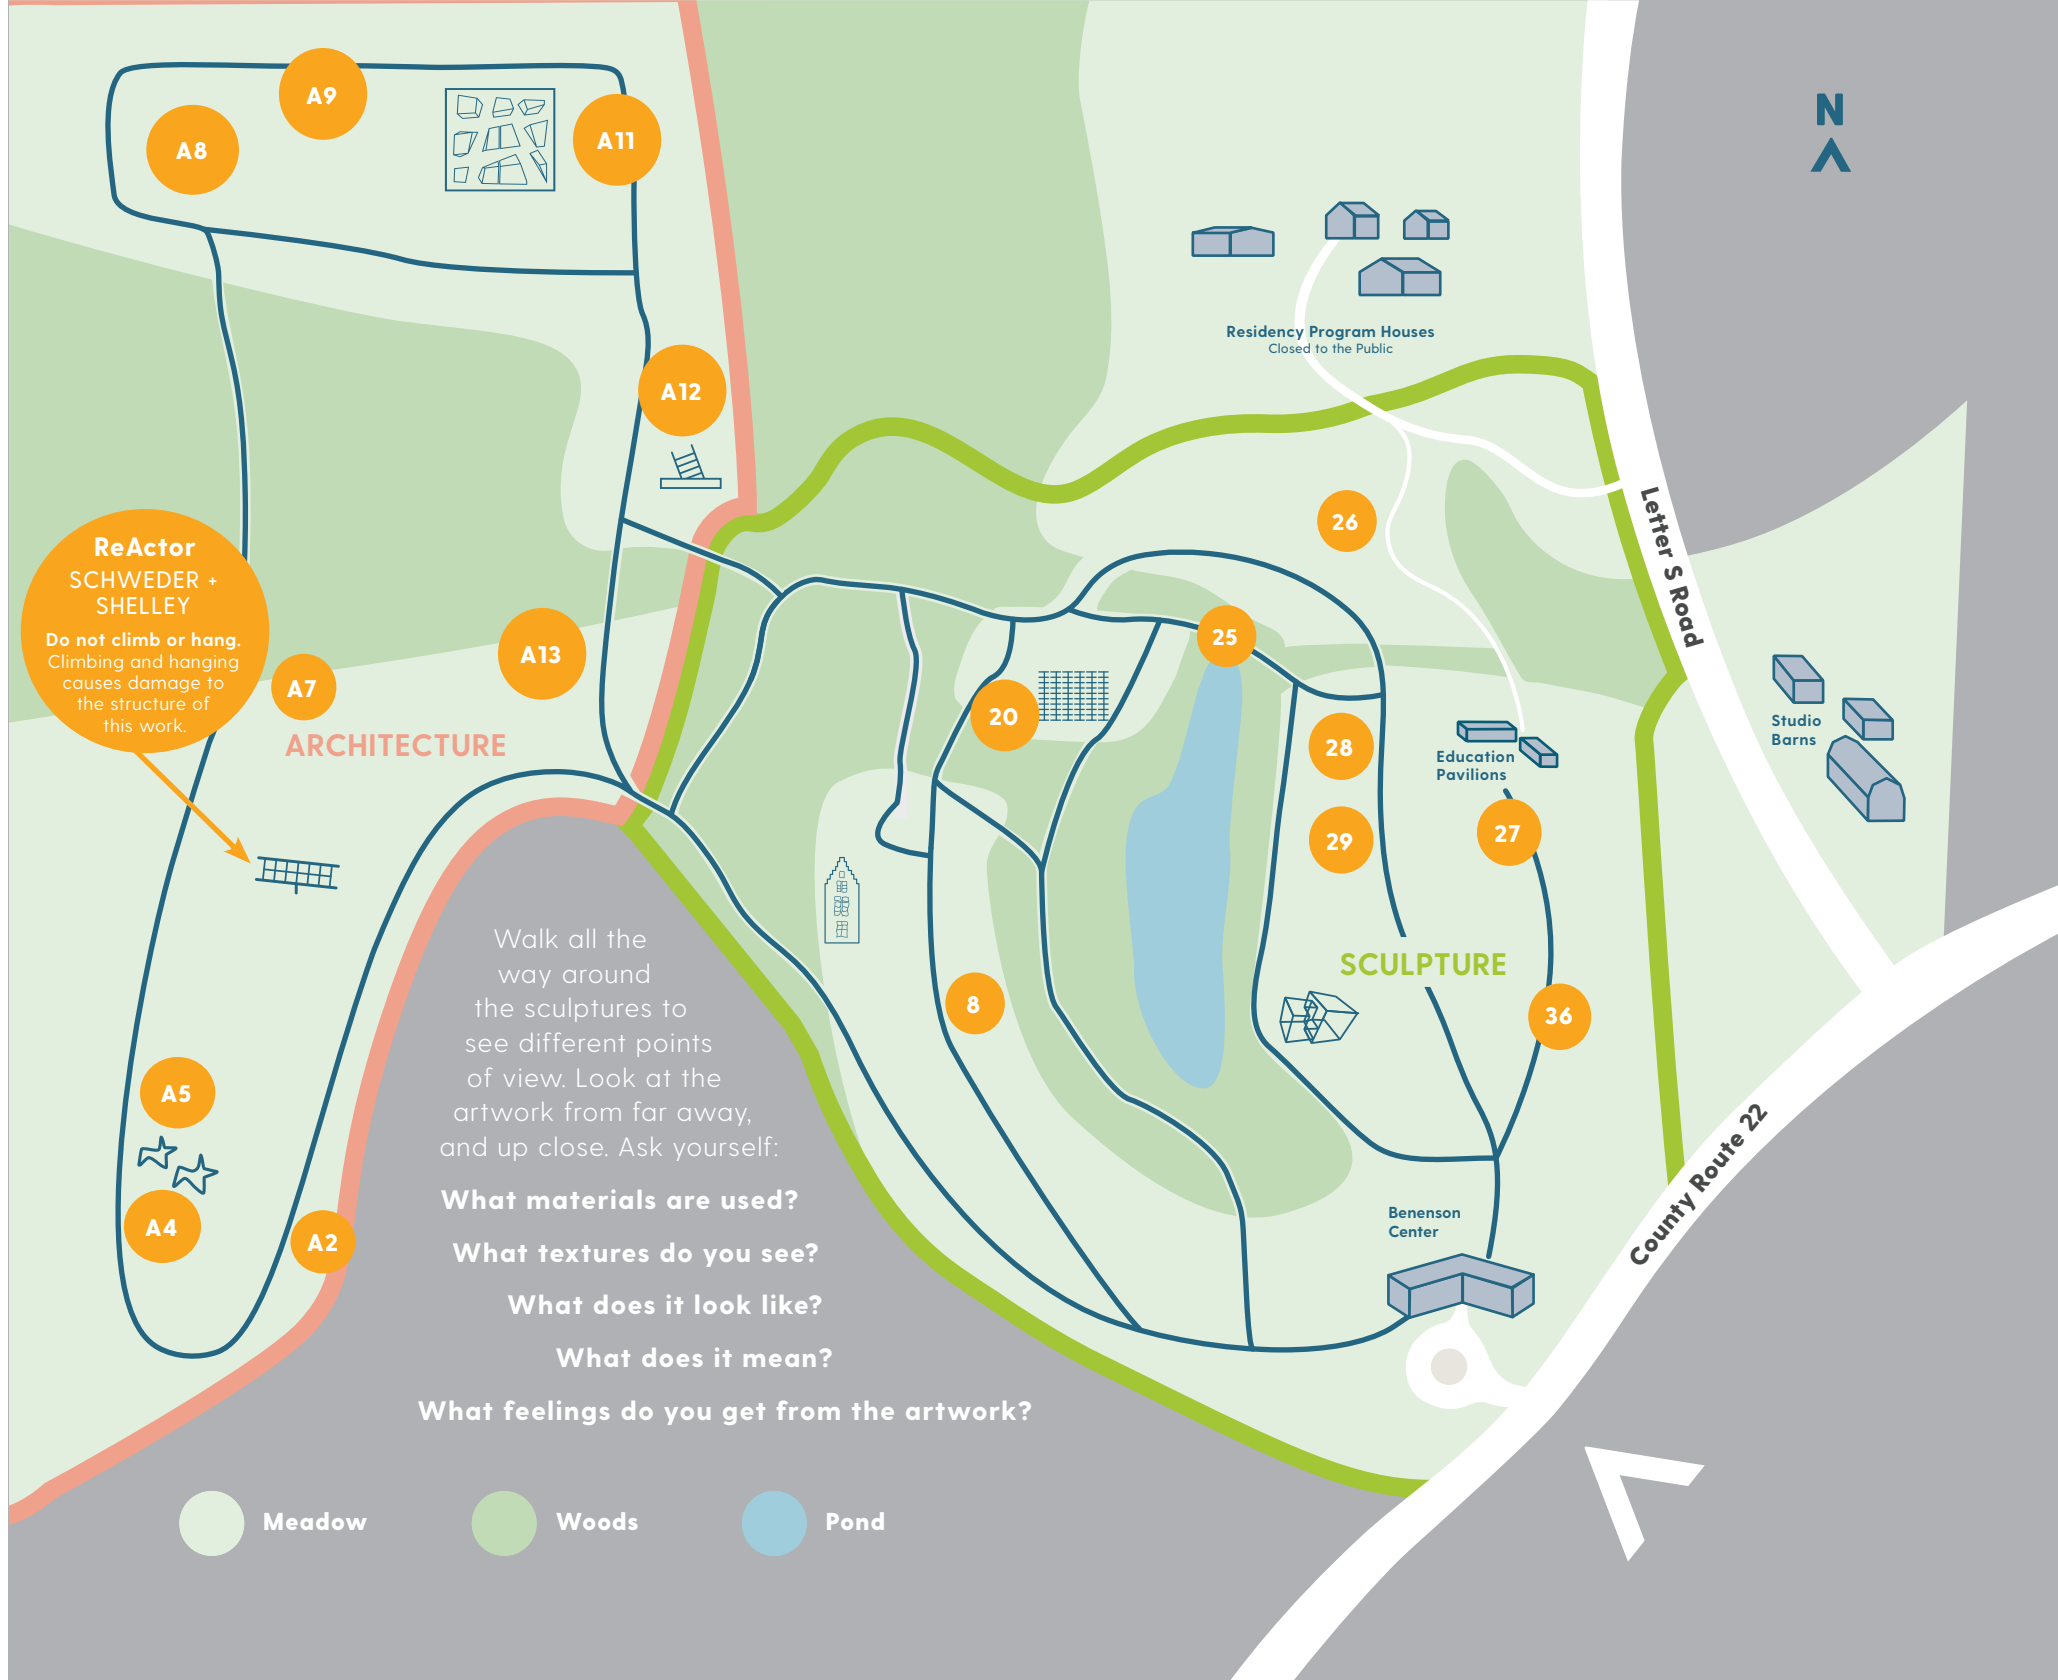 A9
A8
A11
N
Residency Program Houses
Closed to the Public
A12
Letter S Road
26
ReActor
SCHWEDER +
SHELLEY
Do not climb or hang.
Climbing and hanging
causes damage to
the structure of
this work.
A7
A13
ARCHITECTURE
25
20
28
29
Education
Pavilions
27
Studio
Barns
SCULPTURE
8
36
A5
A4
A2
Walk all the
way around
the sculptures to
see different points
of view. Look at the
artwork from far away,
and up close. Ask yourself:
What materials are used?
What textures do you see?
What does it look like?
What does it mean?
What feelings do you get from the artwork?
Benenson
Center
County Route 22
Meadow
Woods
Pond